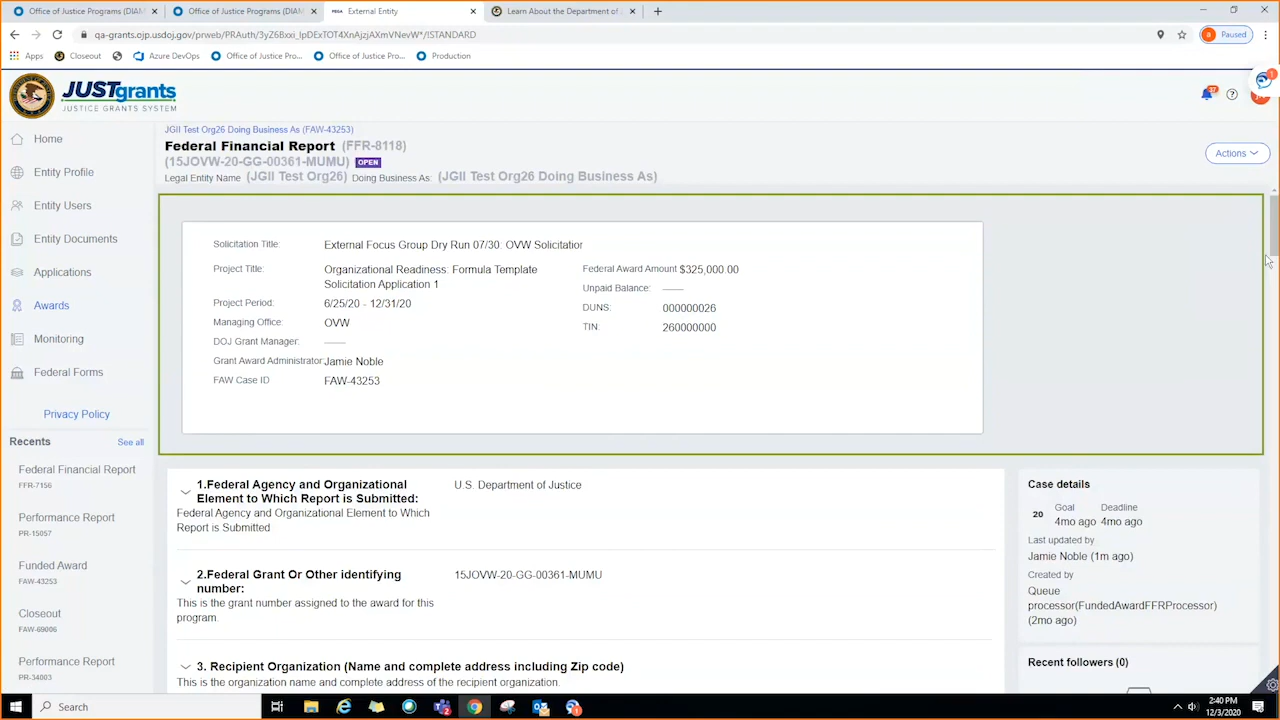 Office of Justice Programs (DIAM
Office of Justice Programs (DIAM
PEGA External Entity
Learn About the Department of J
qa-grants.ojp.usdoj.gov/prweb/PRAuth/3yZ6Bxxi_IpDExTOT4XnAjzjAXmVNevW*/!STANDARD
Paused
Apps
Closeout
Azure DevOps
Office of Justice Pro...
Office of Justice Pro...
Production
JUSTgrants
JUSTICE GRANTS SYSTEM
Home
Entity Profile
Entity Users
Entity Documents
Applications
Awards
Monitoring
Federal Forms
Privacy Policy
Recents See all
Federal Financial Report
FFR-7156
Performance Report
PR-15057
Funded Award
FAW-43253
Closeout
FAW-69006
Performance Report
PR-34003
JGII Test Org26 Doing Business As (FAW-43253)
Federal Financial Report (FFR-8118)
(15JOVW-20-GG-00361-MUMU) OPEN
Legal Entity Name (JGII Test Org26) Doing Business As: (JGII Test Org26 Doing Business As)
Actions
Solicitation Title: External Focus Group Dry Run 07/30: OVW Solicitation
Project Title: Organizational Readiness: Formula Template
Solicitation Application 1
Project Period: 6/25/20 - 12/31/20
Managing Office: OVW
DOJ Grant Manager: ——
Grant Award Administrator: Jamie Noble
FAW Case ID FAW-43253
Federal Award Amount $325,000.00
Unpaid Balance: ——
DUNS: 000000026
TIN: 260000000
1.Federal Agency and Organizational
Element to Which Report is Submitted:
Federal Agency and Organizational Element to Which
Report is Submitted
U.S. Department of Justice
2.Federal Grant Or Other identifying
number:
This is the grant number assigned to the award for this
program.
15JOVW-20-GG-00361-MUMU
3. Recipient Organization (Name and complete address including Zip code)
This is the organization name and complete address of the recipient organization.
Case details
20
Goal Deadline
4mo ago 4mo ago
Last updated by
Jamie Noble (1m ago)
Created by
Queue
processor(FundedAwardFFRProcessor)
(2mo ago)
Recent followers (0)
Search
2:40 PM
12/3/2020